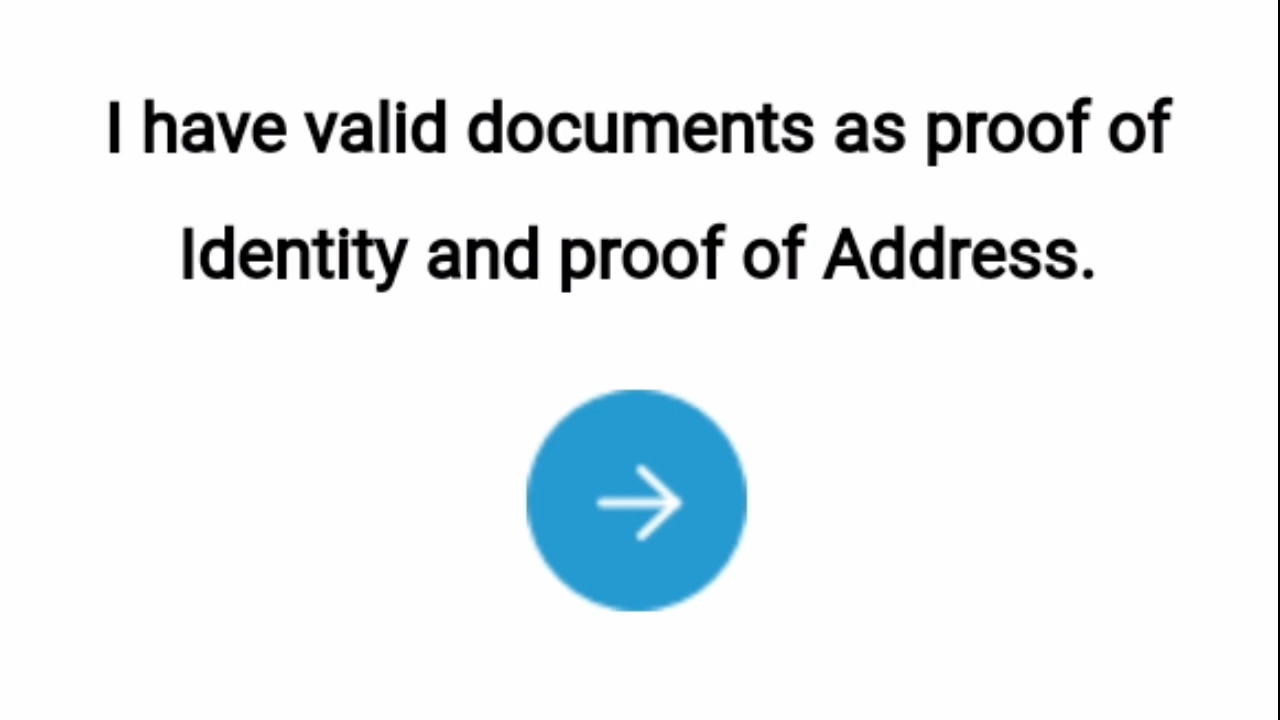 I have valid documents as proof of
Identity and proof of Address.